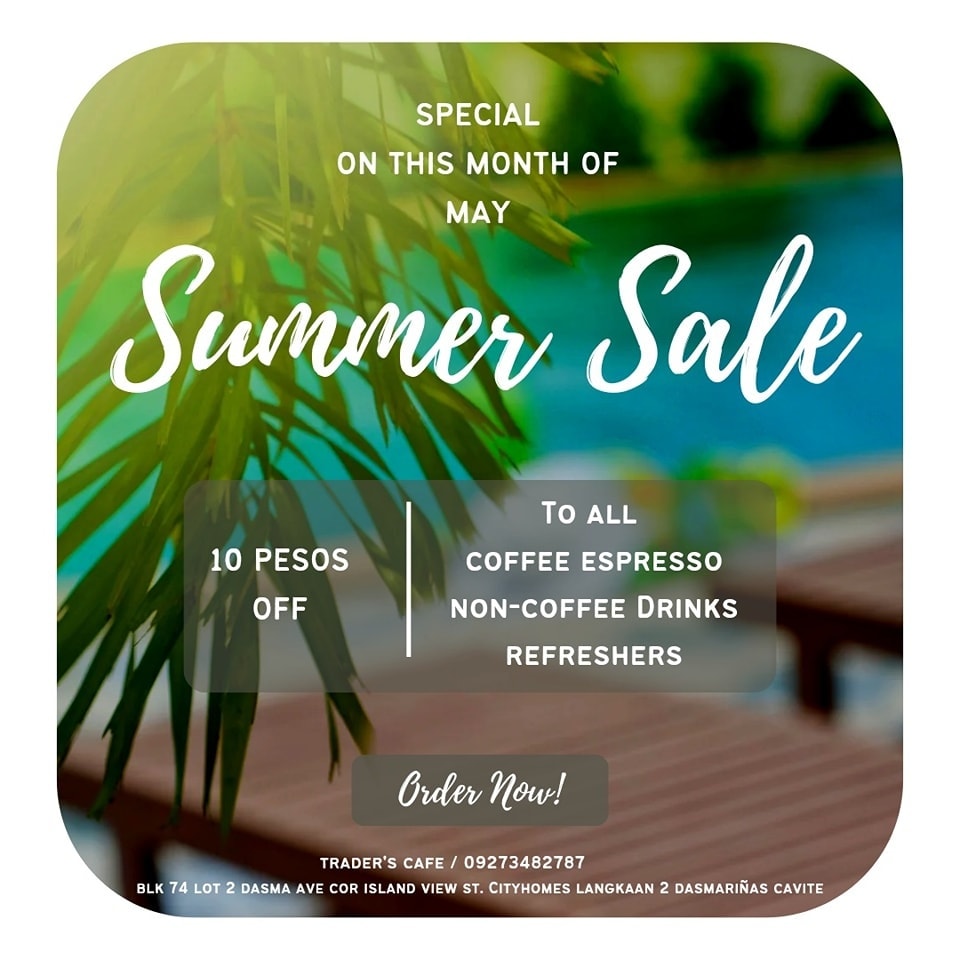 SPECIAL
ON THIS MONTH OF
MAY
Summer Sale
10 PESOS
OFF
TO ALL
COFFEE ESPRESSO
NON-COFFEE DRINKS
REFRESHERS
Order Now!
TRADER'S CAFE / 09273482787
BLK 74 LOT 2 DASMA AVE COR ISLAND VIEW ST. CITYHOMES LANGKAAN 2 DASMARIÑAS CAVITE